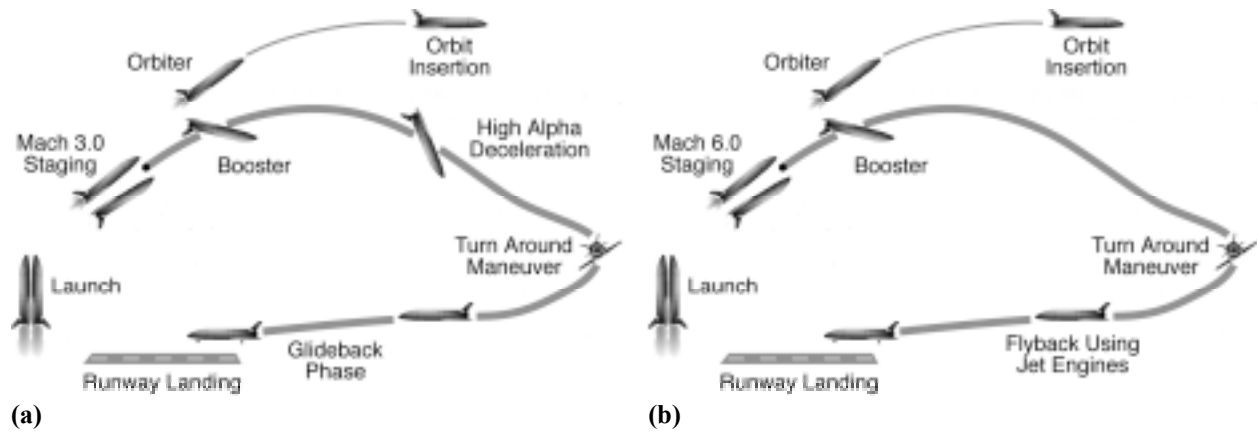 Orbiter
Orbit
Insertion
Mach 3.0
Staging
Booster
High Alpha
Deceleration
Turn Around
Maneuver
Launch
Glideback
Phase
Runway Landing
(a)
Orbiter
Orbit
Insertion
Mach 6.0
Staging
Booster
Turn Around
Maneuver
Launch
Flyback Using
Jet Engines
Runway Landing
(b)